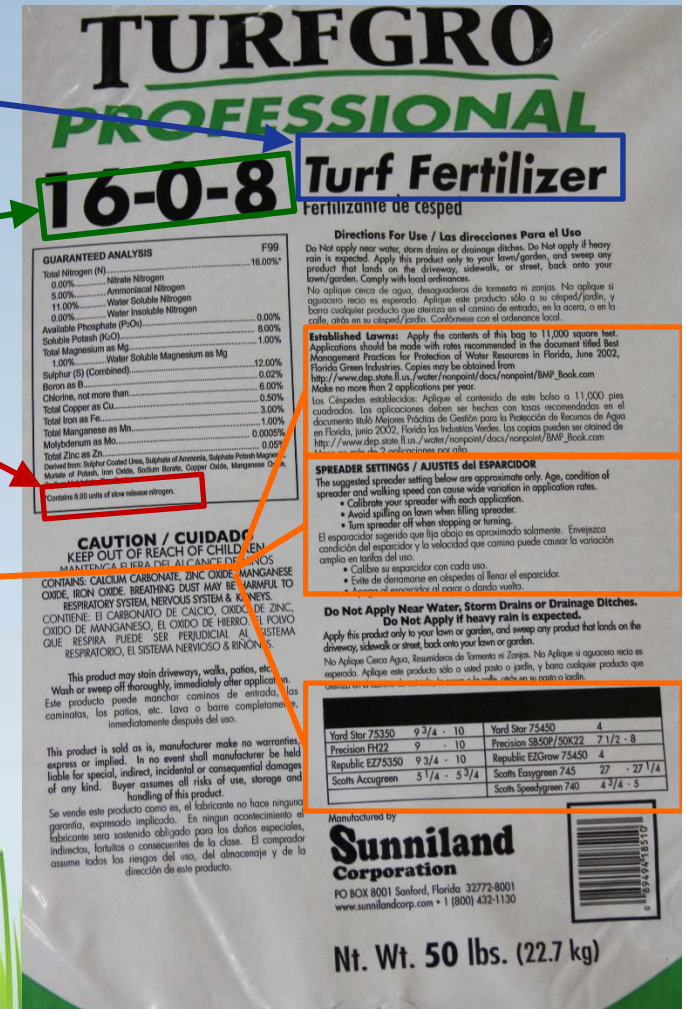 TURFGRO
PROFESSIONAL
16-0-8
Turf Fertilizer
Fertilizante de césped
GUARANTEED ANALYSIS F99
Total Nitrogen (N) 16.00%*
0.00% Nitrate Nitrogen
5.00% Ammoniacal Nitrogen
11.00% Water Soluble Nitrogen
0.00% Water Insoluble Nitrogen
Available Phosphate (P2O5) 0.00%
Soluble Potash (K2O) 8.00%
Total Magnesium as Mg 1.00%
1.00% Water Soluble Magnesium as Mg
Sulphur (S) (Combined) 12.00%
Boron as B 0.02%
Chlorine, not more than 6.00%
Total Copper as Cu 0.50%
Total Iron as Fe 3.00%
Total Manganese as Mn 1.00%
Molybdenum as Mo 0.0005%
Total Zinc as Zn 0.05%
Derived from: Sulphur Coated Urea, Sulphate of Ammonia, Sulphate Potash Magnesia,
Muriate of Potash, Iron Oxide, Sodium Borate, Copper Oxide, Manganese Oxide,
*Contains 8.00 units of slow release nitrogen.
CAUTION / CUIDADO
KEEP OUT OF REACH OF CHILDREN
MANTENGA FUERA DEL ALCANCE DE NIÑOS
CONTAINS: CALCIUM CARBONATE, ZINC OXIDE, MANGANESE
OXIDE, IRON OXIDE. BREATHING DUST MAY BE HARMFUL TO
RESPIRATORY SYSTEM, NERVOUS SYSTEM & KIDNEYS.
CONTIENE: El CARBONATO DE CALCIO, OXIDO DE ZINC,
OXIDO DE MANGANESO, EL OXIDO DE HIERRO. EL POLVO
QUE RESPIRA PUEDE SER PERJUDICIAL AL SISTEMA
RESPIRATORIO, EL SISTEMA NERVIOSO & RIÑONES.
This product may stain driveways, walks, patios, etc.
Wash or sweep off thoroughly, immediately after application.
Este producto puede manchar caminos de entrada, las
caminatas, los patios, etc. Lava o barre completamente,
inmediatamente después del uso.
This product is sold as is, manufacturer make no warranties,
express or implied. In no event shall manufacturer be held
liable for special, indirect, incidental or consequential damages
of any kind. Buyer assumes all risks of use, storage and
handling of this product.
Se vende este producto como es, el fabricante no hace ninguna
garantía, expresado implicado. En ningun acontecimiento el
fabricante sera sostenido obligado para los daños especiales,
indirectos, fortuitos o consecuentes de la clase. El comprador
assume todos los riesgos del uso, del almacenaje y de la
dirección de este producto.
Directions For Use / Las direcciones Para el Uso
Do Not apply near water, storm drains or drainage ditches. Do Not apply if heavy
rain is expected. Apply this product only to your lawn/garden, and sweep any
product that lands on the driveway, sidewalk, or street, back onto your
lawn/garden. Comply with local ordinances.
No aplique cerca de agua, desaguaderos de tormenta ni zanjas. No aplique si
aguacero recio es esperado. Aplique este producto sólo a su césped/jardín, y
barra cualquier producto que aterriza en el camino de entrada, en la acero, o en la
calle, atrás en su césped/jardín. Confórmese con el ordenance local.
Established Lawns: Apply the contents of this bag to 11,000 square feet.
Applications should be made with rates recommended in the document titled Best
Management Practices for Protection of Water Resources in Florida, June 2002,
Florida Green Industries. Copies may be obtained from
http://www.dep.state.fl.us./water/nonpoint/docs/nonpoint/BMP_Book.com
Make no more than 2 applications per year.
Los Céspedes establecidos: Aplique el contenido de este bolso a 11,000 pies
cuadrados. Las aplicaciones deben ser hechas con tasas recomendadas en el
documento tituló Mejores Prácticas de Gestión para la Protección de Recursos de Agua
en Florida, junio 2002, Florida las Industrias Verdes. Las copias pueden ser otained de
http://www.dep.state.fl.us./water/nonpoint/docs/nonpoint/BMP_Book.com
SPREADER SETTINGS / AJUSTES del ESPARCIDOR
The suggested spreader setting below are approximate only. Age, condition of
spreader and walking speed can cause wide variation in application rates.
• Calibrate your spreader with each application.
• Avoid spilling on lawn when filling spreader.
• Turn spreader off when stopping or turning.
El esparacidor sugerido que fija abajo es aproximado solamente. Envejezca
condición del esparcidor y la velocidad que camina puede causar la variación
amplia en tarifas del uso.
• Calibre su esparcidor con cada uso.
• Evite de derramarse en céspedes al llenar el esparcidor.
• Apaga el esparcidor al parar o dando vuelta.
Do Not Apply Near Water, Storm Drains or Drainage Ditches.
Do Not Apply if heavy rain is expected.
Apply this product only to your lawn or garden, and sweep any product that lands on the
driveway, sidewalk or street, back onto your lawn or garden.
No Aplique Cerca Agua, Resumideros de Tormenta ni Zanjas. No Aplique si aguacero recio es
esperado. Aplique este producto sólo a usted pasto o jardín, y barra cualquier producto que
Yard Star 75350 9 3/4 - 10 Yard Star 75450 4
Precision FH22 9 - 10 Precision SB50P/50K22 7 1/2 - 8
Republic EZ75350 9 3/4 - 10 Republic EZGrow 75450 4
Scotts Accugreen 5 1/4 - 5 3/4 Scotts Easygreen 745 27 - 27 1/4
Scotts Speedygreen 740 4 3/4 - 5
Manufactured by
Sunniland
Corporation
PO BOX 8001 Sanford, Florida 32772-8001
www.sunnilandcorp.com • 1 (800) 432-1130
0 89494 18510
Nt. Wt. 50 lbs. (22.7 kg)